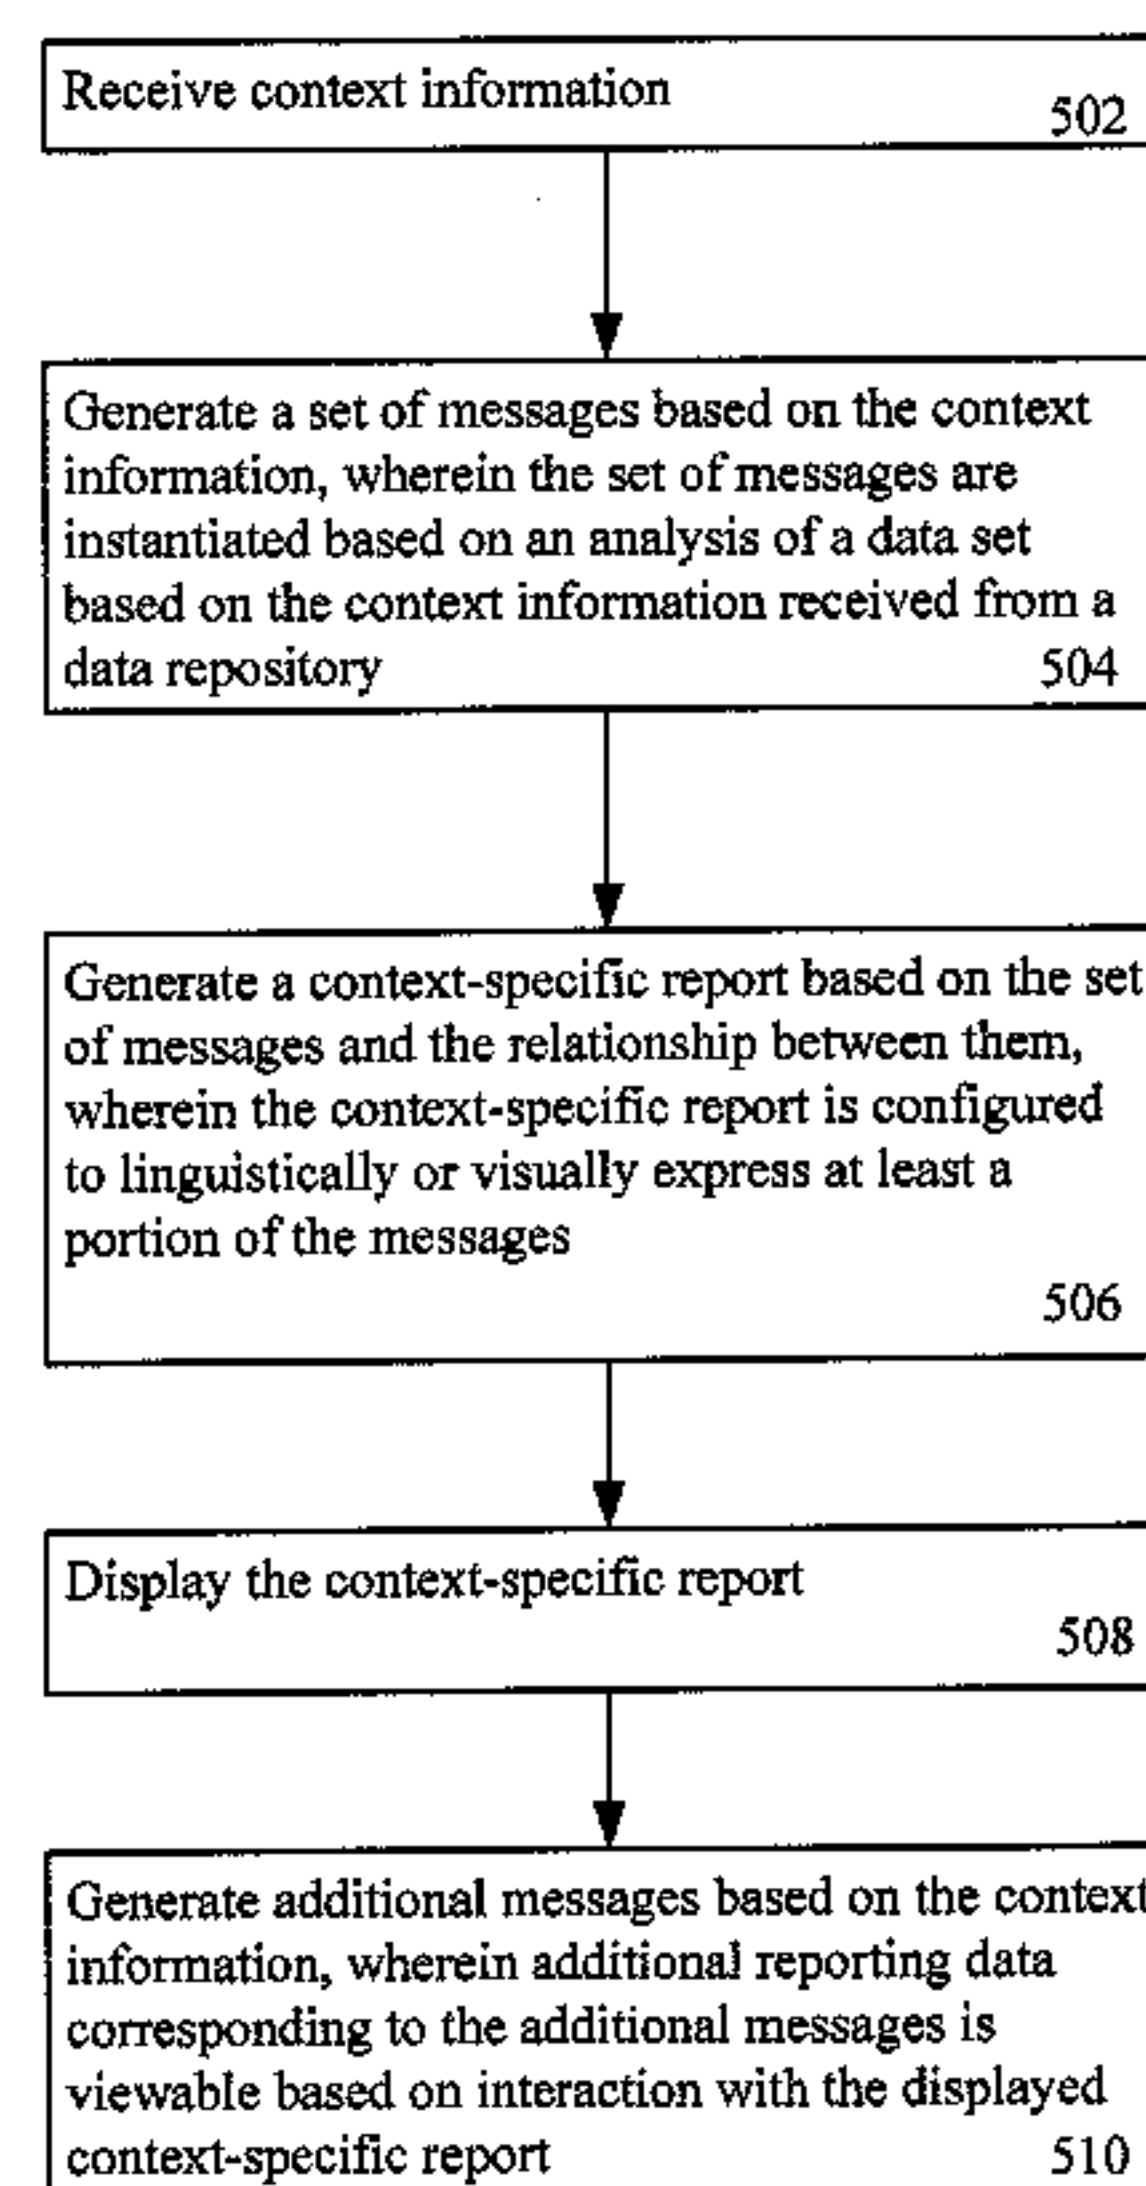 Receive context information
502
Generate a set of messages based on the context
information, wherein the set of messages are
instantiated based on an analysis of a data set
based on the context information received from a
data repository 504
Generate a context-specific report based on the set
of messages and the relationship between them,
wherein the context-specific report is configured
to linguistically or visually express at least a
portion of the messages
506
Display the context-specific report
508
Generate additional messages based on the context
information, wherein additional reporting data
corresponding to the additional messages is
viewable based on interaction with the displayed
context-specific report 510